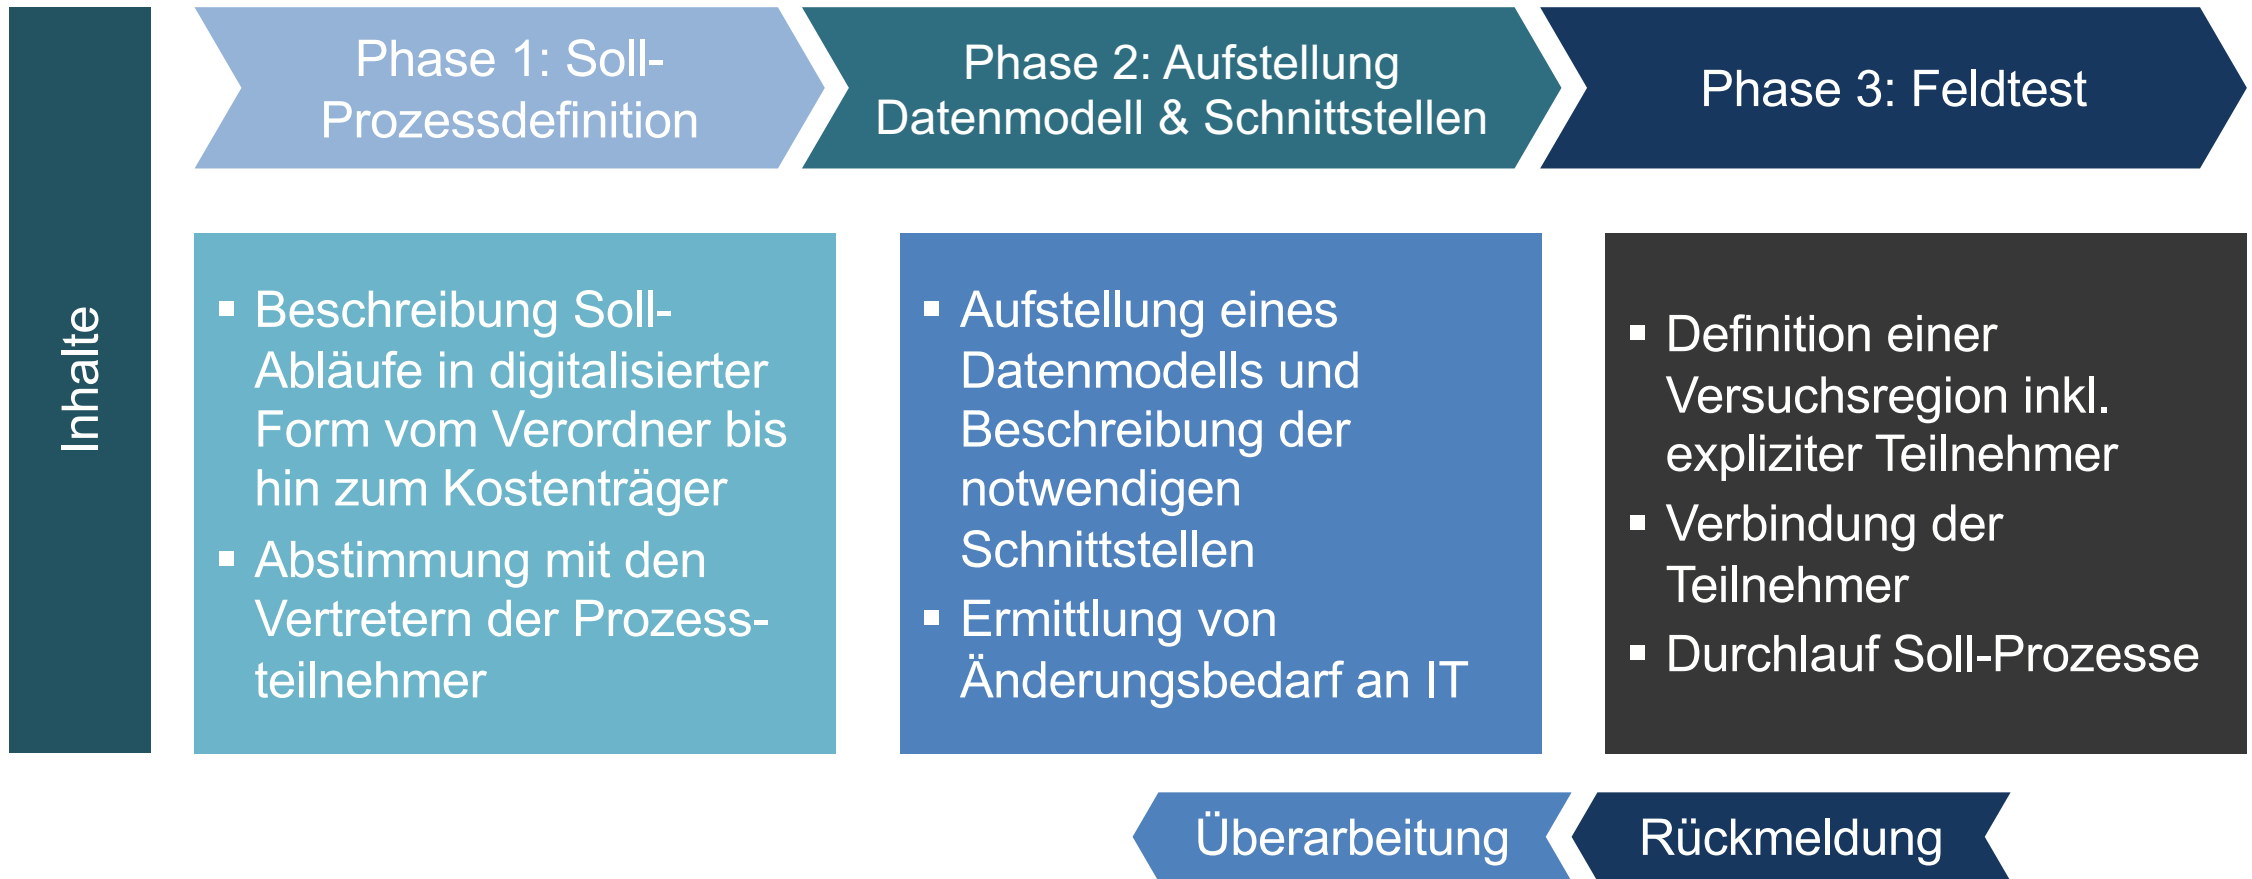 Inhalte
Phase 1: Soll-
Prozessdefinition
Phase 2: Aufstellung
Datenmodell & Schnittstellen
Phase 3: Feldtest
▪ Beschreibung Soll-
Abläufe in digitalisierter
Form vom Verordner bis
hin zum Kostenträger
▪ Abstimmung mit den
Vertretern der Prozess-
teilnehmer
▪ Aufstellung eines
Datenmodells und
Beschreibung der
notwendigen
Schnittstellen
▪ Ermittlung von
Änderungsbedarf an IT
▪ Definition einer
Versuchsregion inkl.
expliziter Teilnehmer
▪ Verbindung der
Teilnehmer
▪ Durchlauf Soll-Prozesse
Überarbeitung
Rückmeldung